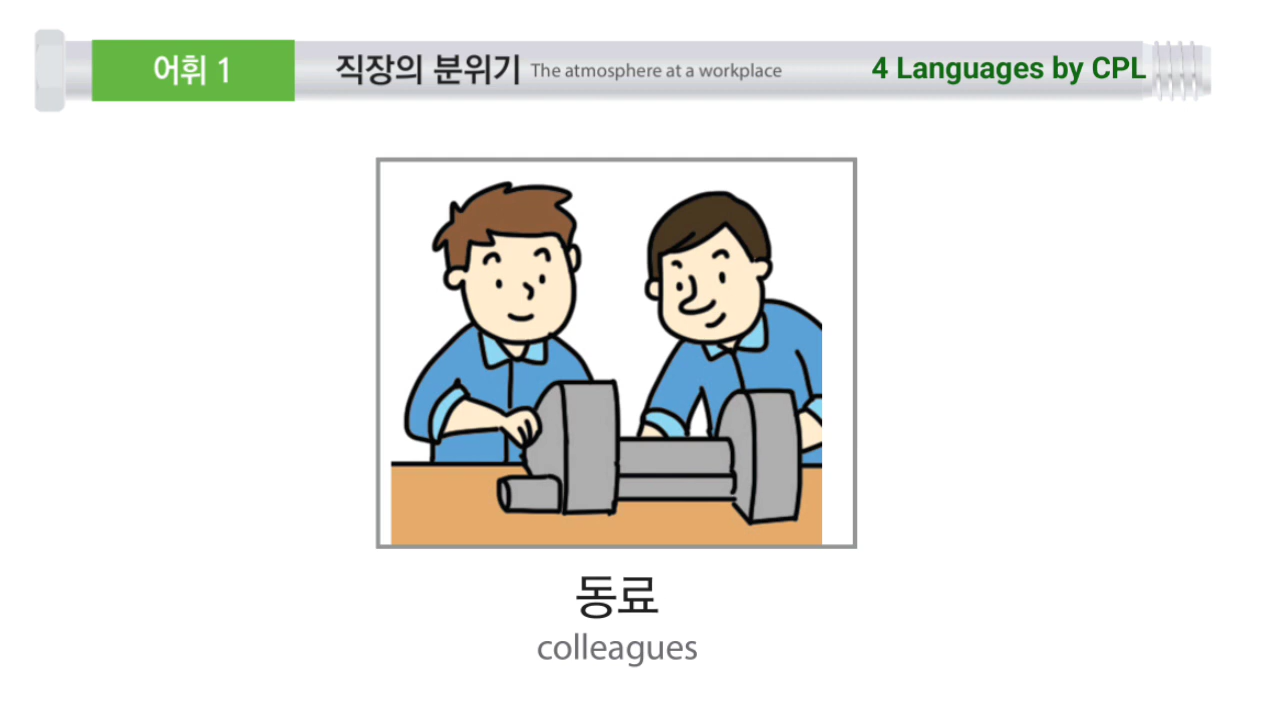 어휘 1 직장의 분위기 The atmosphere at a workplace 4 Languages by CPL
동료
colleagues